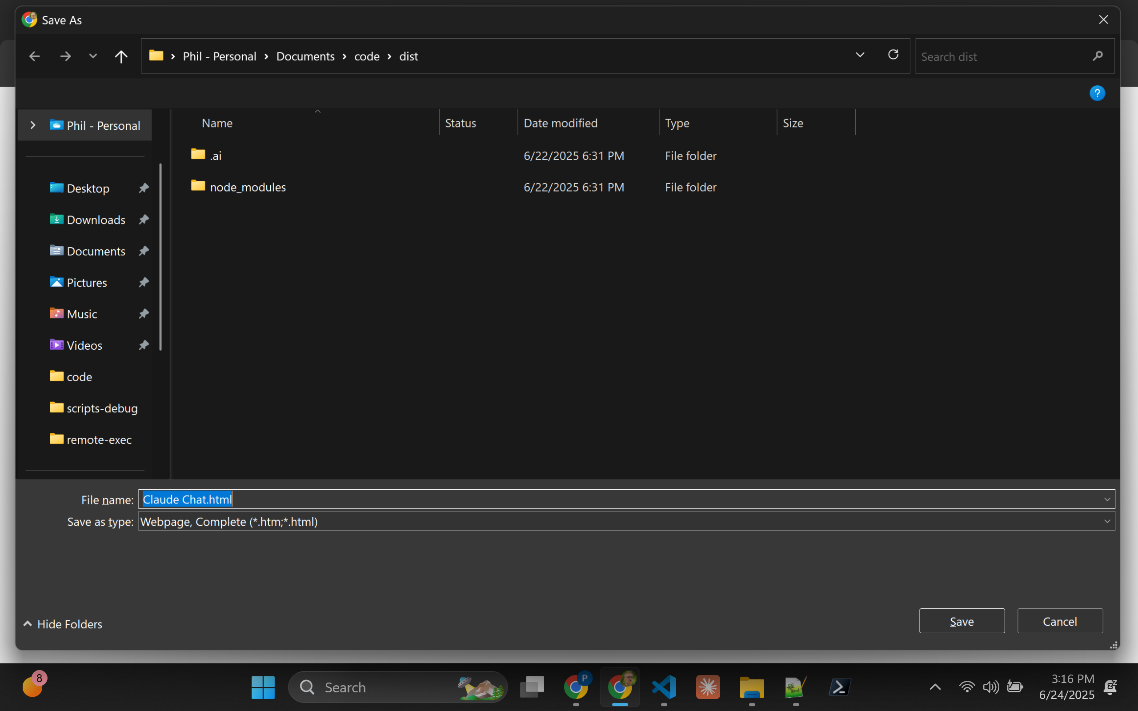 Save As
Phil - Personal > Documents > code > dist
Search dist
?
Phil - Personal
Desktop
Downloads
Documents
Pictures
Music
Videos
code
scripts-debug
remote-exec
Name Status Date modified Type Size
.ai 6/22/2025 6:31 PM File folder
node_modules 6/22/2025 6:31 PM File folder
File name: Claude Chat.html
Save as type: Webpage, Complete (*.htm;*.html)
Hide Folders
Save
Cancel
8
Search
P
3:16 PM
6/24/2025